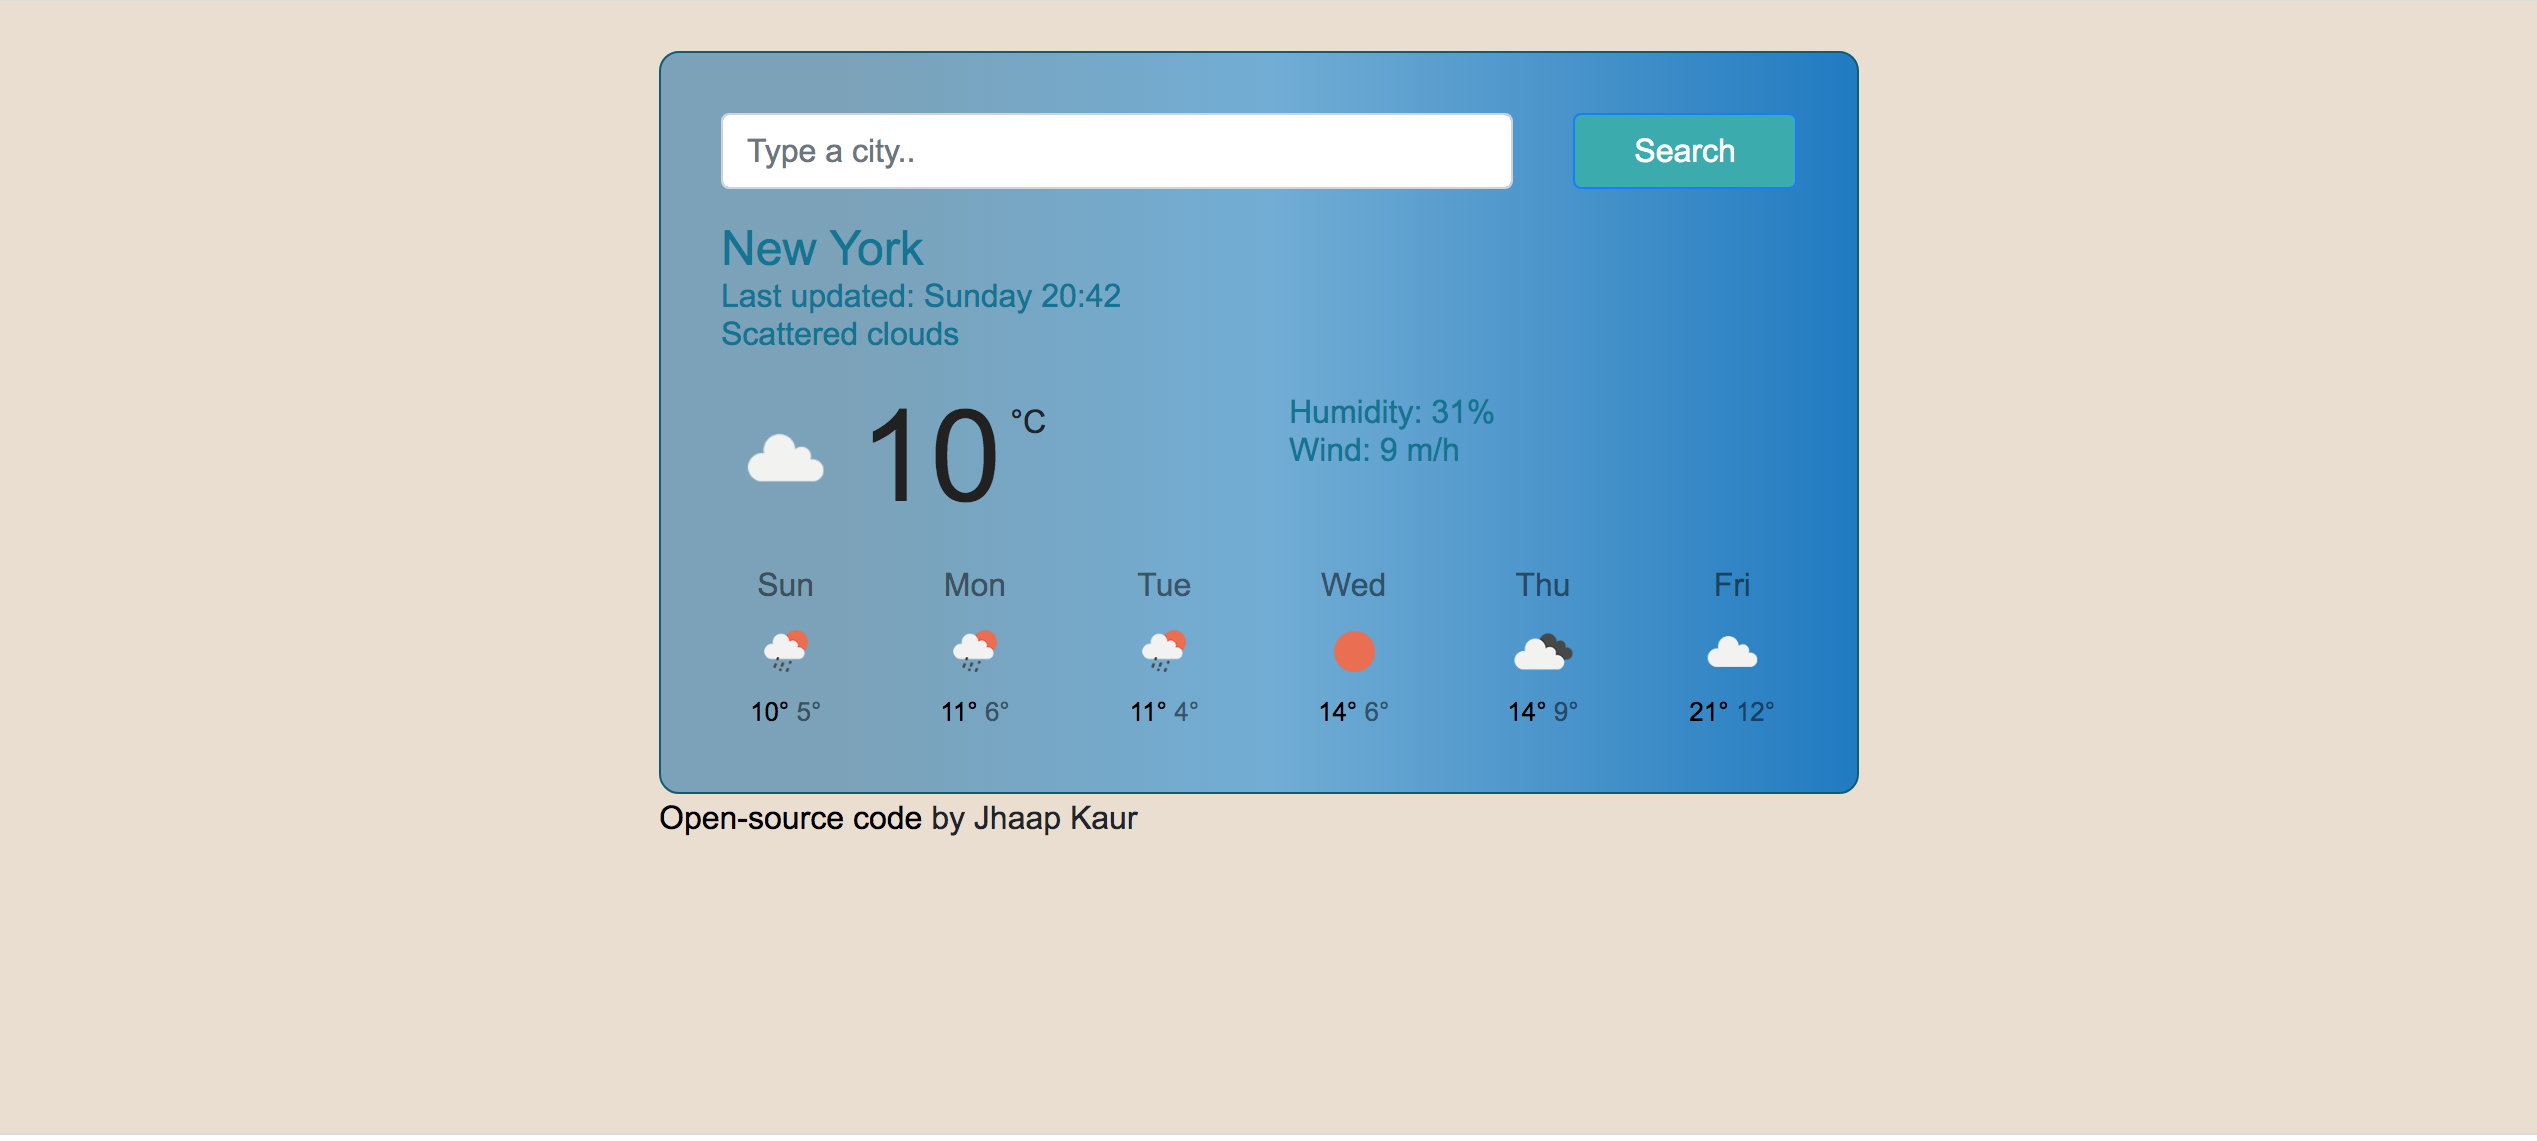 Type a city..
Search
New York
Last updated: Sunday 20:42
Scattered clouds
10 °C
Humidity: 31%
Wind: 9 m/h
Sun Mon Tue Wed Thu Fri
10° 5° 11° 6° 11° 4° 14° 6° 14° 9° 21° 12°
Open-source code by Jhaap Kaur